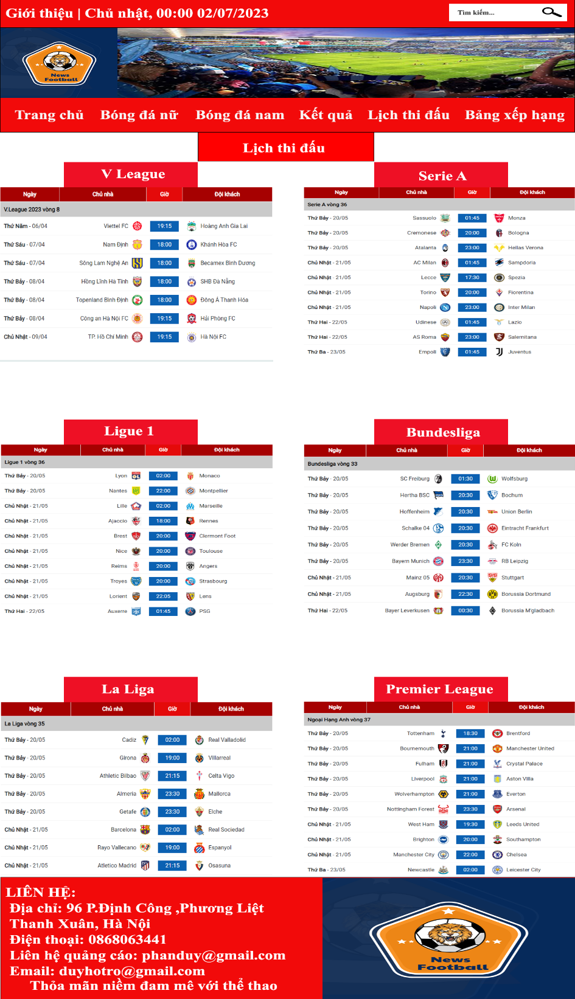 Giới thiệu | Chủ nhật, 00:00 02/07/2023
Tìm kiếm...
News
Football
Trang chủ Bóng đá nữ Bóng đá nam Kết quả Lịch thi đấu Bảng xếp hạng
Lịch thi đấu
V League
Ngày Chủ nhà Giờ Đội khách
V.League 2023 vòng 8
Thứ Năm - 06/04 Viettel FC 19:15 Hoàng Anh Gia Lai
Thứ Sáu - 07/04 Nam Định 18:00 Khánh Hòa FC
Thứ Sáu - 07/04 Sông Lam Nghệ An 18:00 Becamex Bình Dương
Thứ Bảy - 08/04 Hồng Lĩnh Hà Tĩnh 18:00 SHB Đà Nẵng
Thứ Bảy - 08/04 Topenland Bình Định 18:00 Đông Á Thanh Hóa
Thứ Bảy - 08/04 Công an Hà Nội FC 19:15 Hải Phòng FC
Chủ Nhật - 09/04 TP. Hồ Chí Minh 19:15 Hà Nội FC
Serie A
Ngày Chủ nhà Giờ Đội khách
Serie A vòng 36
Thứ Bảy - 20/05 Sassuolo 01:45 Monza
Thứ Bảy - 20/05 Cremonese 20:00 Bologna
Thứ Bảy - 20/05 Atalanta 23:00 Hellas Verona
Chủ Nhật - 21/05 AC Milan 01:45 Sampdoria
Chủ Nhật - 21/05 Lecce 17:30 Spezia
Chủ Nhật - 21/05 Torino 20:00 Fiorentina
Chủ Nhật - 21/05 Napoli 23:00 Inter Milan
Thứ Hai - 22/05 Udinese 01:45 Lazio
Thứ Hai - 22/05 AS Roma 23:00 Salernitana
Thứ Ba - 23/05 Empoli 01:45 Juventus
Ligue 1
Ngày Chủ nhà Giờ Đội khách
Ligue 1 vòng 36
Thứ Bảy - 20/05 Lyon 02:00 Monaco
Thứ Bảy - 20/05 Nantes 22:00 Montpellier
Chủ Nhật - 21/05 Lille 02:00 Marseille
Chủ Nhật - 21/05 Ajaccio 18:00 Rennes
Chủ Nhật - 21/05 Brest 20:00 Clermont Foot
Chủ Nhật - 21/05 Nice 20:00 Toulouse
Chủ Nhật - 21/05 Reims 20:00 Angers
Chủ Nhật - 21/05 Troyes 20:00 Strasbourg
Chủ Nhật - 21/05 Lorient 22:05 Lens
Thứ Hai - 22/05 Auxerre 01:45 PSG
Bundesliga
Ngày Chủ nhà Giờ Đội khách
Bundesliga vòng 33
Thứ Bảy - 20/05 SC Freiburg 01:30 Wolfsburg
Thứ Bảy - 20/05 Hertha BSC 20:30 Bochum
Thứ Bảy - 20/05 Hoffenheim 20:30 Union Berlin
Thứ Bảy - 20/05 Schalke 04 20:30 Eintracht Frankfurt
Thứ Bảy - 20/05 Werder Bremen 20:30 FC Koln
Thứ Bảy - 20/05 Bayern Munich 23:30 RB Leipzig
Chủ Nhật - 21/05 Mainz 05 20:30 Stuttgart
Chủ Nhật - 21/05 Augsburg 22:30 Borussia Dortmund
Thứ Hai - 22/05 Bayer Leverkusen 00:30 Borussia M'gladbach
La Liga
Ngày Chủ nhà Giờ Đội khách
La Liga vòng 35
Thứ Bảy - 20/05 Cadiz 02:00 Real Valladolid
Thứ Bảy - 20/05 Girona 19:00 Villarreal
Thứ Bảy - 20/05 Athletic Bilbao 21:15 Celta Vigo
Thứ Bảy - 20/05 Almeria 23:30 Mallorca
Thứ Bảy - 20/05 Getafe 23:30 Elche
Chủ Nhật - 21/05 Barcelona 02:00 Real Sociedad
Chủ Nhật - 21/05 Rayo Vallecano 19:00 Espanyol
Chủ Nhật - 21/05 Atletico Madrid 21:15 Osasuna
Premier League
Ngày Chủ nhà Giờ Đội khách
Ngoại Hạng Anh vòng 37
Thứ Bảy - 20/05 Tottenham 18:30 Brentford
Thứ Bảy - 20/05 Bournemouth 21:00 Manchester United
Thứ Bảy - 20/05 Fulham 21:00 Crystal Palace
Thứ Bảy - 20/05 Liverpool 21:00 Aston Villa
Thứ Bảy - 20/05 Wolverhampton 21:00 Everton
Thứ Bảy - 20/05 Nottingham Forest 23:30 Arsenal
Chủ Nhật - 21/05 West Ham 19:30 Leeds United
Chủ Nhật - 21/05 Brighton 20:00 Southampton
Chủ Nhật - 21/05 Manchester City 22:00 Chelsea
Thứ Ba - 23/05 Newcastle 02:00 Leicester City
LIÊN HỆ:
Địa chỉ: 96 P.Định Công ,Phương Liệt
Thanh Xuân, Hà Nội
Điện thoại: 0868063441
Liên hệ quảng cáo: phanduy@gmail.com
Email: duyhotro@gmail.com
Thỏa mãn niềm đam mê với thể thao
News
Football